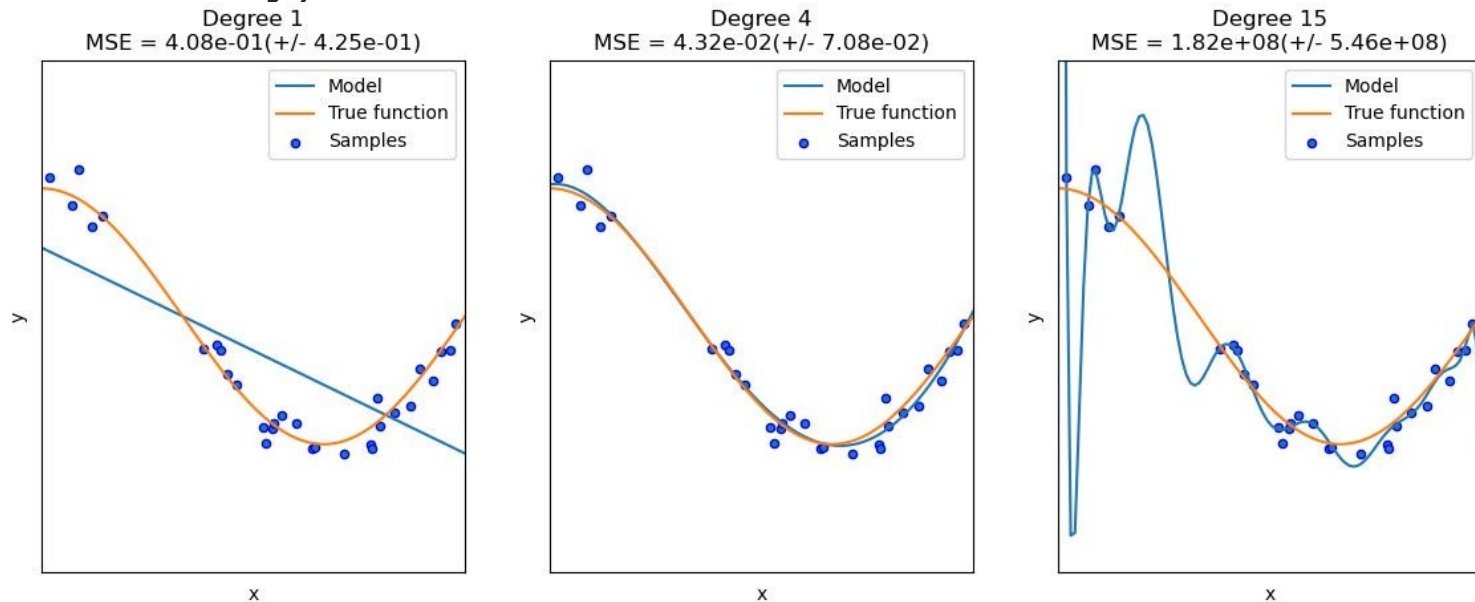 Degree 1
MSE = 4.08e-01(+/- 4.25e-01)
Model
True function
Samples
y
x
Degree 4
MSE = 4.32e-02(+/- 7.08e-02)
Model
True function
Samples
y
x
Degree 15
MSE = 1.82e+08(+/- 5.46e+08)
Model
True function
Samples
y
x